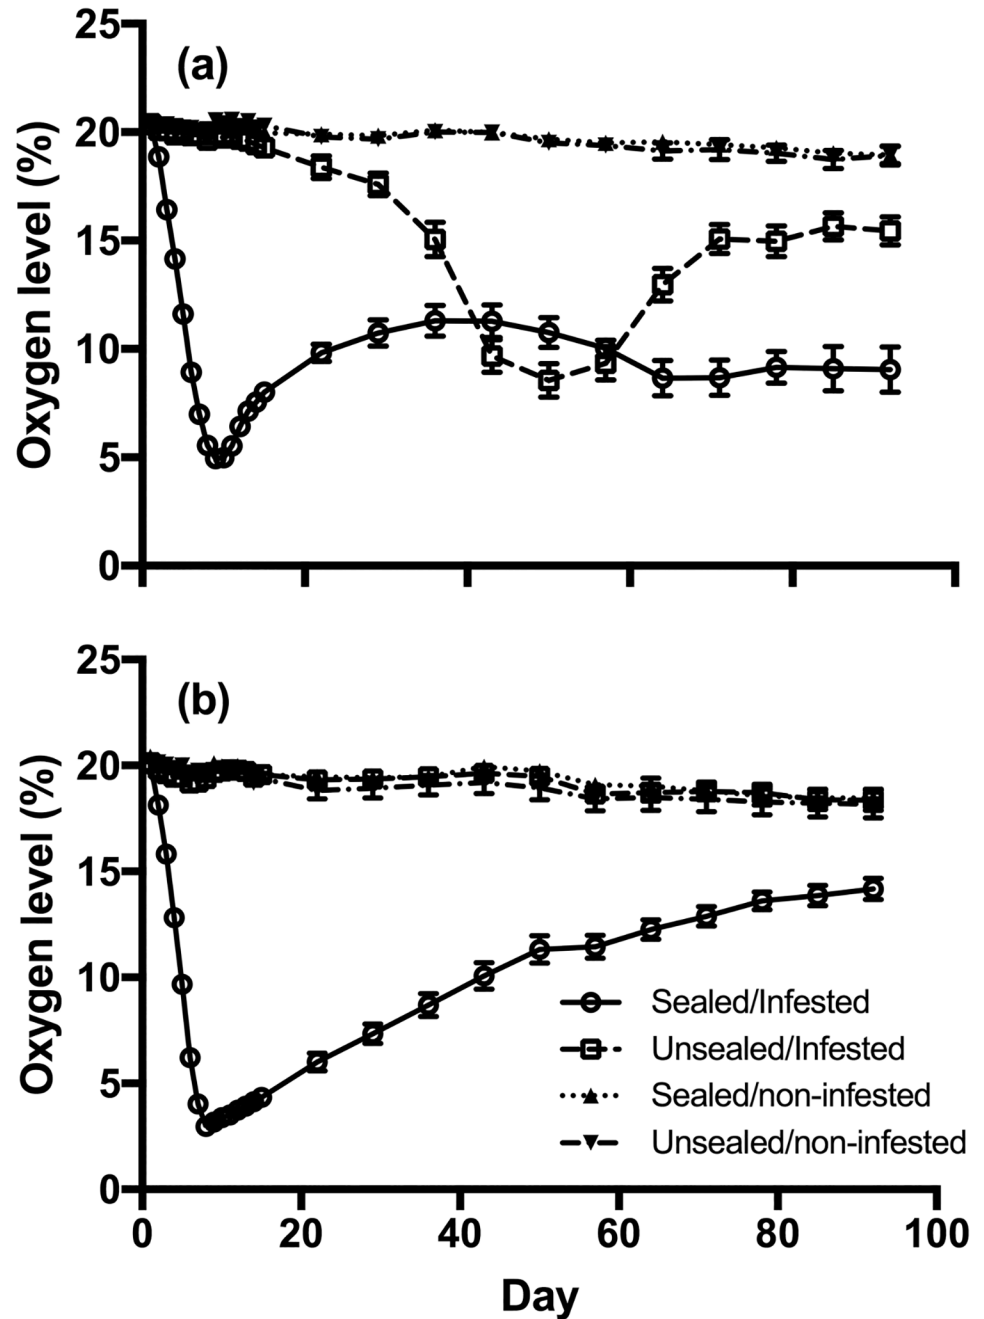 (a)
Oxygen level (%)
25
20
15
10
5
0
(b)
Oxygen level (%)
25
20
15
10
5
0
Sealed/Infested
Unsealed/Infested
Sealed/non-infested
Unsealed/non-infested
0 20 40 60 80 100
Day